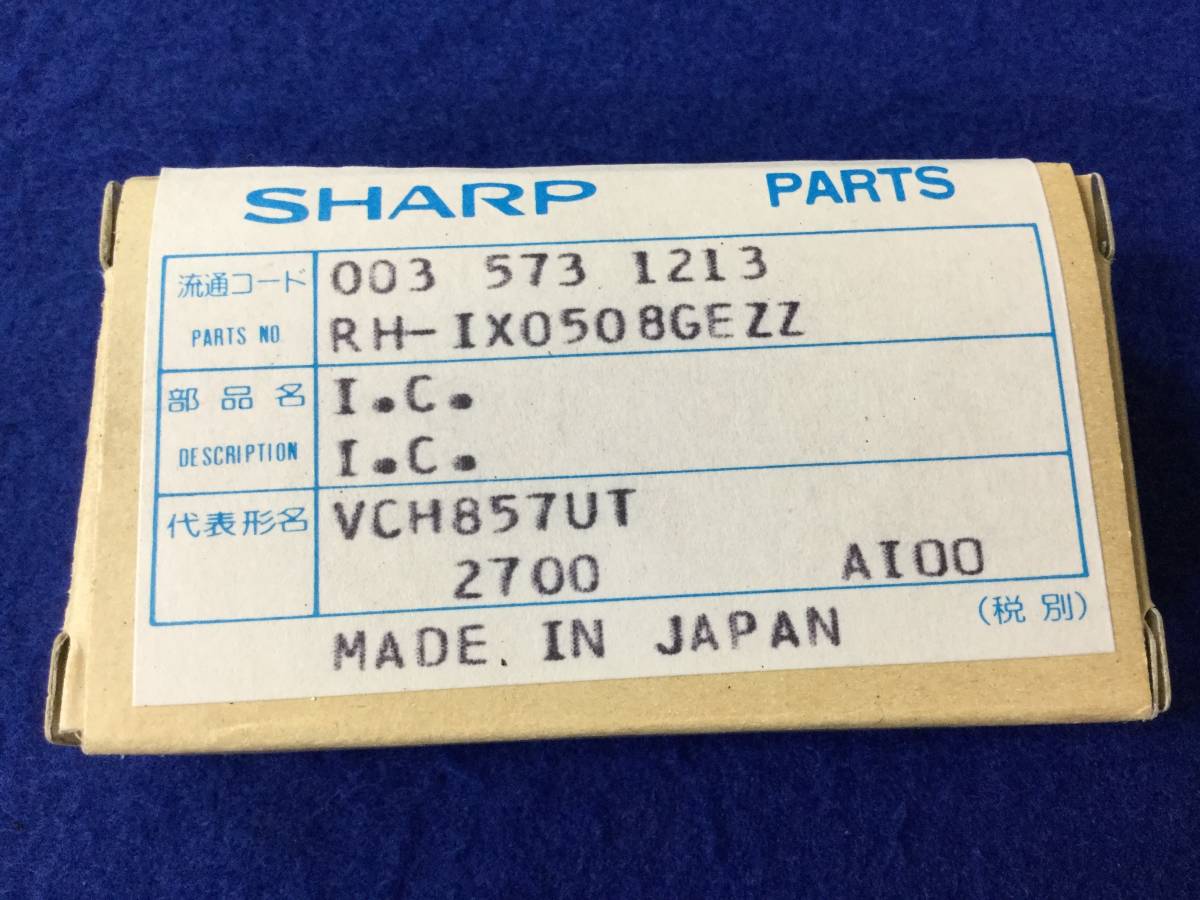 SHARP PARTS
流通コード 003 573 1213
PARTS NO RH-IX0508GEZZ
部品名 I.C.
DESCRIPTION I.C.
代表形名 VCH857UT
2700 AI00
(税別)
MADE IN JAPAN